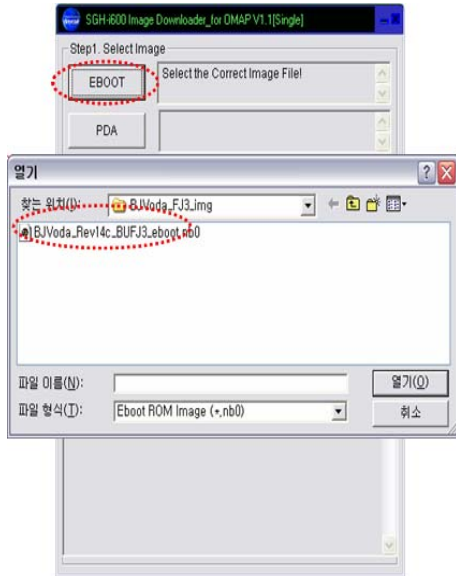 SGH-i600 Image Downloader_for OMAP V1.1[Single]
Step1. Select Image
EBOOT
Select the Correct Image File!
PDA
열기
찾는 위치(I):
BJVoda_FJ3_img
BJVoda_Rev14c_BUFJ3_eboot.nb0
파일 이름(N):
열기(O)
파일 형식(T):
Eboot ROM Image (*.nb0)
취소